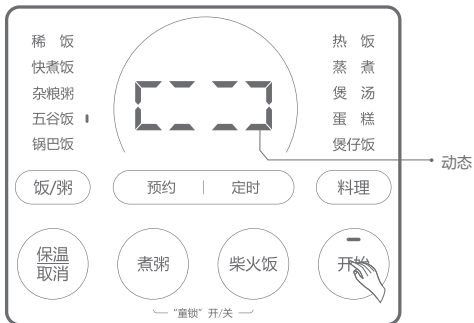 稀 饭
快煮饭
杂粮粥
五谷饭
锅巴饭
热 饭
蒸 煮
煲 汤
蛋 糕
煲仔饭
动态
饭/粥
预约 | 定时
料理
保温
取消
煮粥
柴火饭
开始
"童锁" 开/关